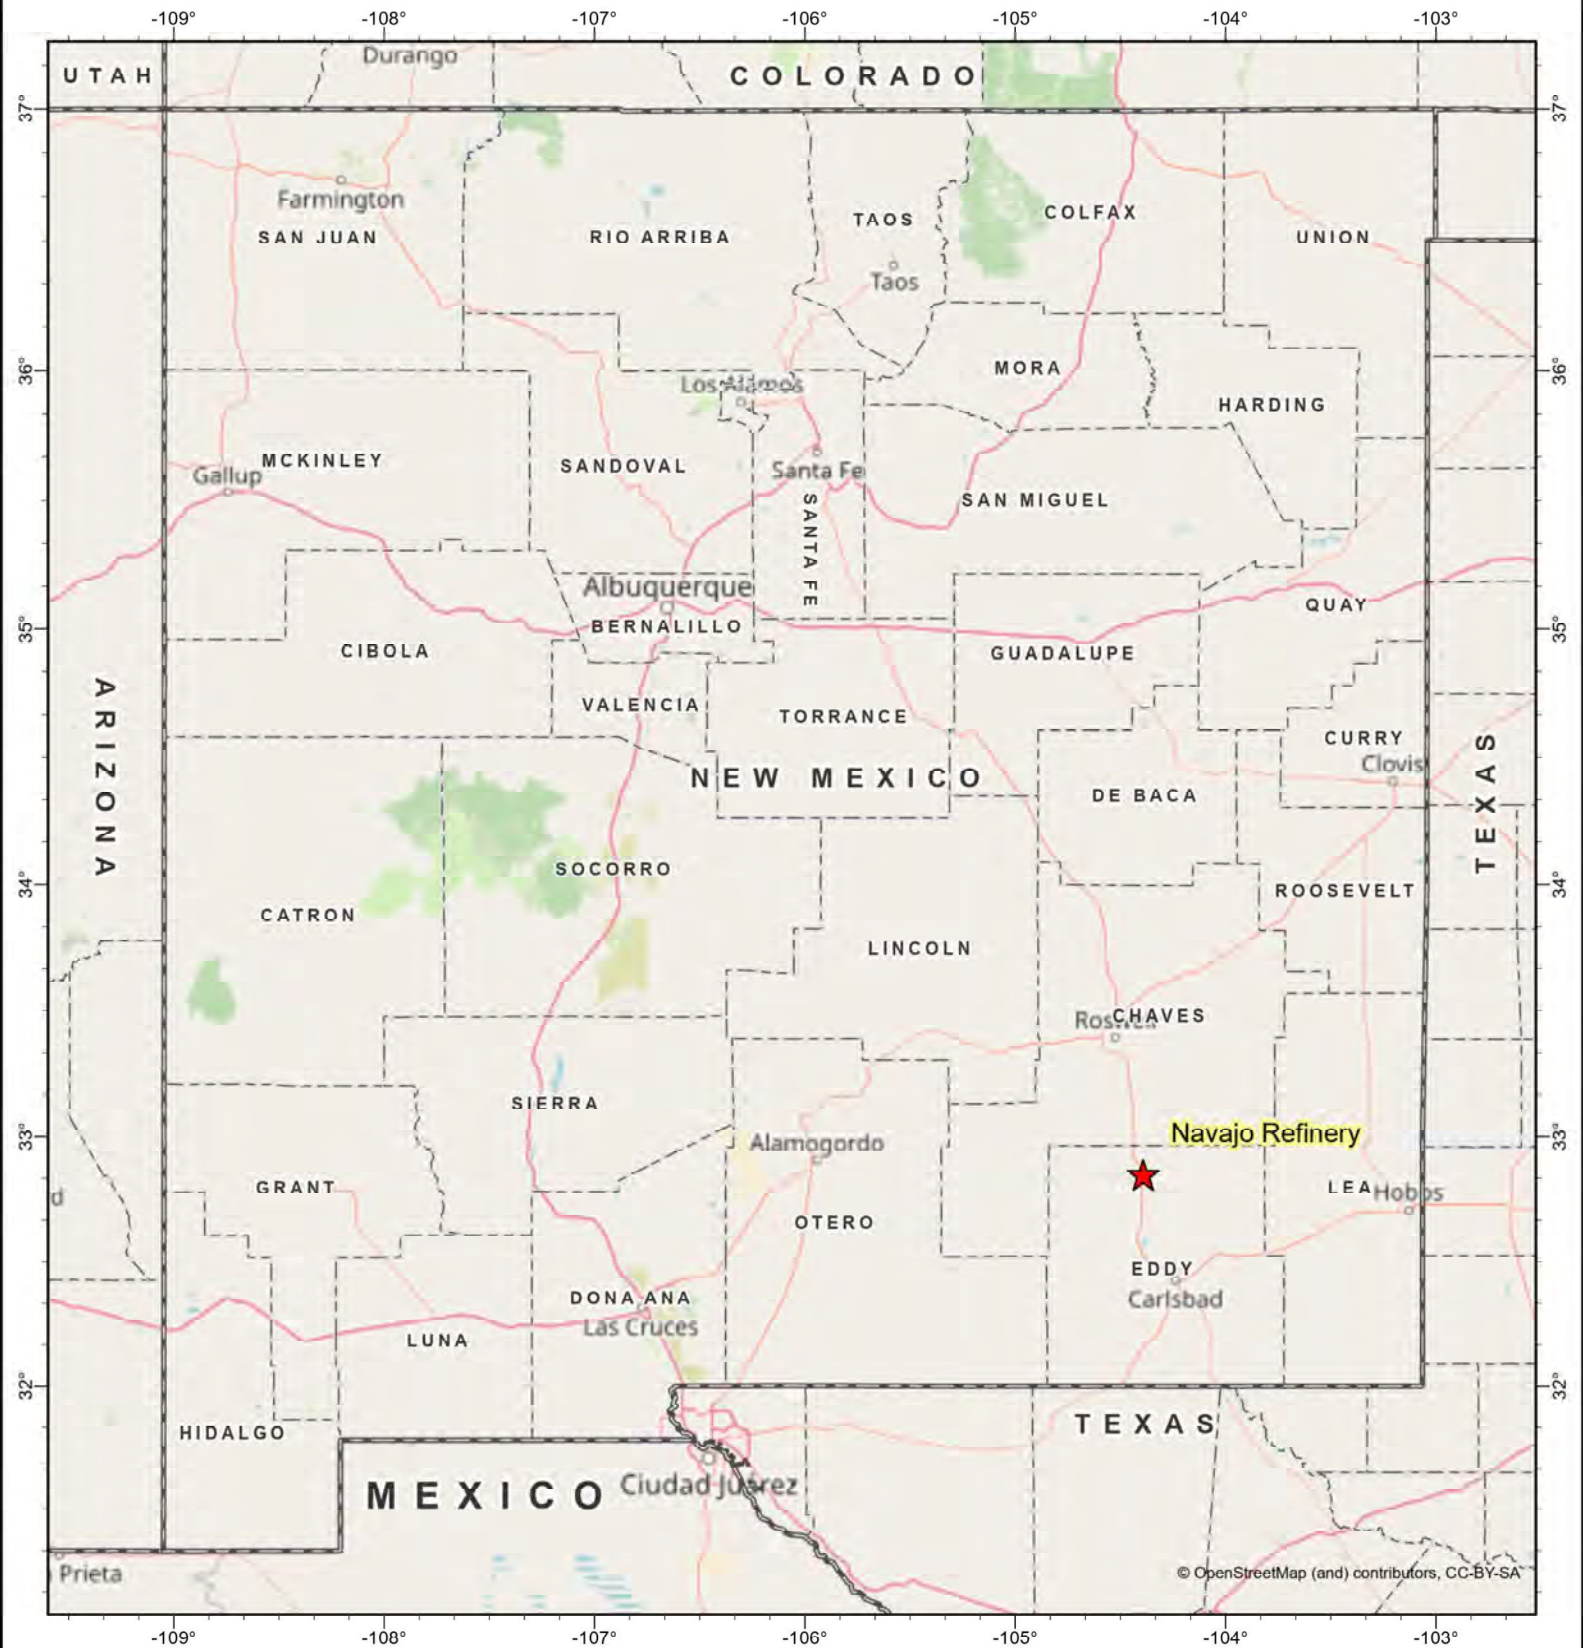 -109° -108° -107° -106° -105° -104° -103°
Durango
UTAH COLORADO
37° 37°
Farmington
SAN JUAN RIO ARRIBA TAOS COLFAX UNION
Taos
36° 36°
MORA
Los Alamos
HARDING
MCKINLEY SANDOVAL
Gallup Santa Fe
SANTA FE
SAN MIGUEL
Albuquerque
QUAY
35° BERNALILLO 35°
CIBOLA GUADALUPE
ARIZONA
VALENCIA TORRANCE
CURRY
Clovis
NEW MEXICO
TEXAS
DE BACA
SOCORRO
34° 34°
ROOSEVELT
CATRON
LINCOLN
CHAVES
SIERRA
33° Navajo Refinery 33°
Alamogordo
GRANT LEA Hobbs
d
OTERO
EDDY
DONA ANA Carlsbad
Las Cruces
LUNA
32° 32°
HIDALGO TEXAS
MEXICO Ciudad Juárez
Prieta © OpenStreetMap (and) contributors, CC-BY-SA
-109° -108° -107° -106° -105° -104° -103°